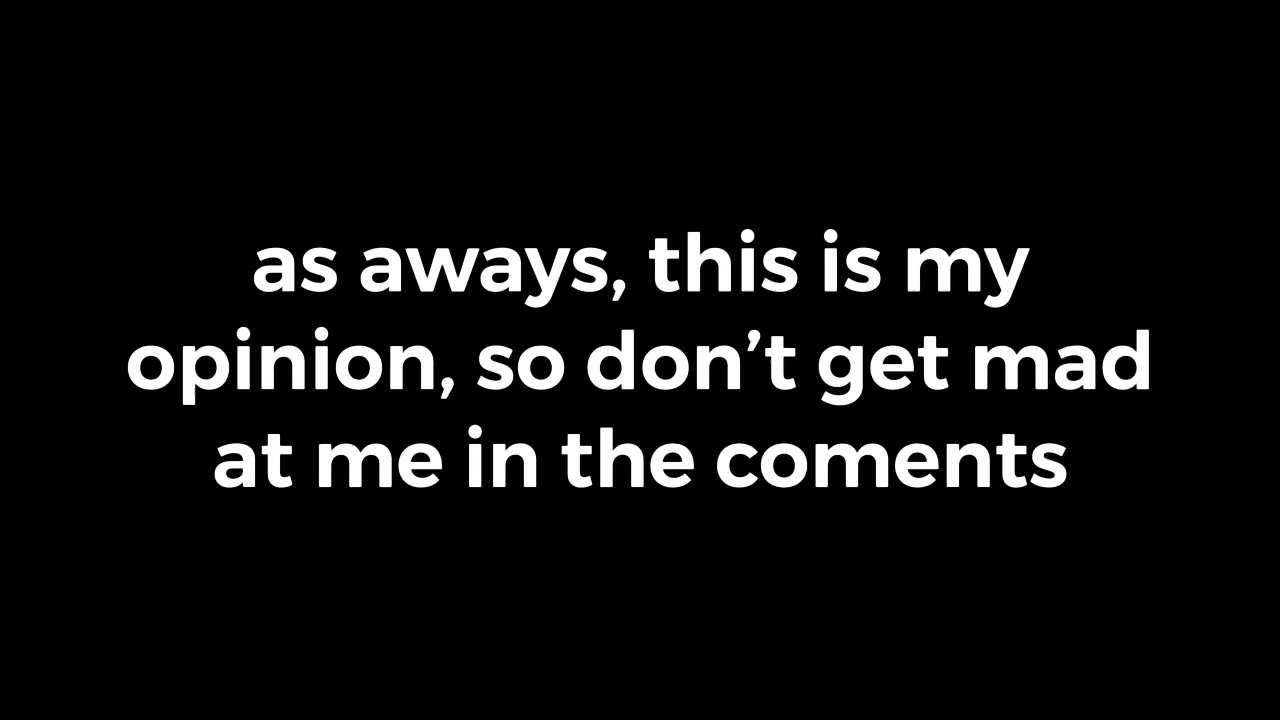 as aways, this is my
opinion, so don’t get mad
at me in the coments